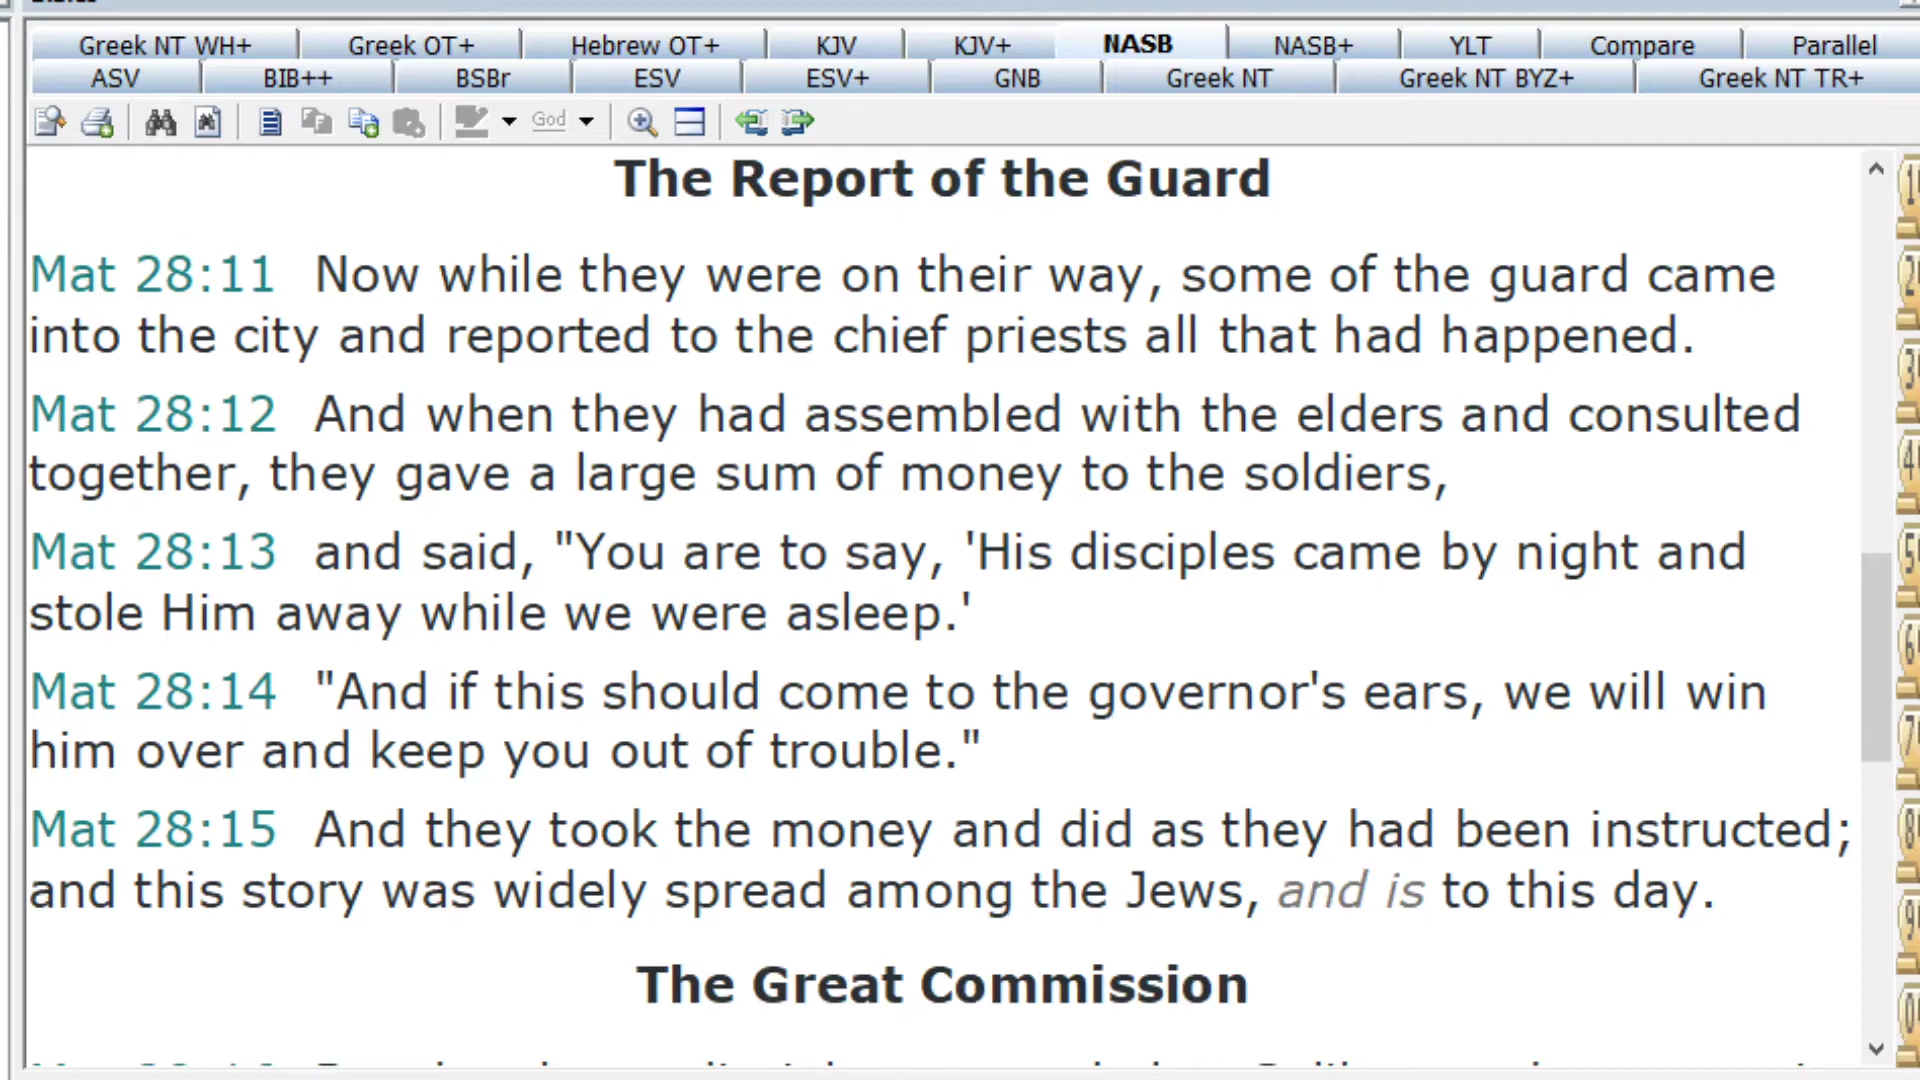 Greek NT WH+ Greek OT+ Hebrew OT+ KJV KJV+ NASB NASB+ YLT Compare Parallel
ASV BIB++ BSBr ESV ESV+ GNB Greek NT Greek NT BYZ+ Greek NT TR+
God
The Report of the Guard
Mat 28:11 Now while they were on their way, some of the guard came
into the city and reported to the chief priests all that had happened.
Mat 28:12 And when they had assembled with the elders and consulted
together, they gave a large sum of money to the soldiers,
Mat 28:13 and said, "You are to say, 'His disciples came by night and
stole Him away while we were asleep.'
Mat 28:14 "And if this should come to the governor's ears, we will win
him over and keep you out of trouble."
Mat 28:15 And they took the money and did as they had been instructed;
and this story was widely spread among the Jews, and is to this day.
The Great Commission